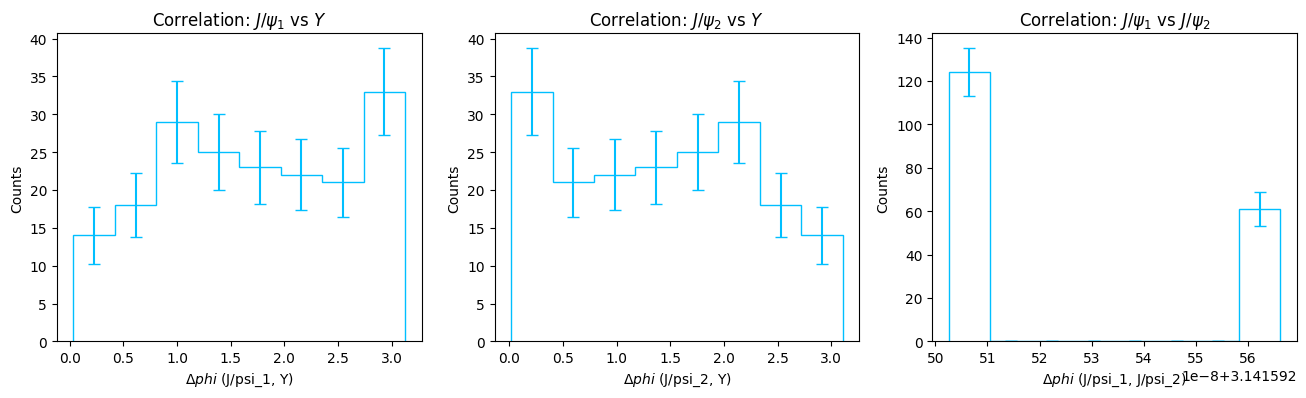 Correlation: J/ψ₁ vs Y
40
35
30
25
20
15
10
5
0
Counts
0.0 0.5 1.0 1.5 2.0 2.5 3.0
Δphi (J/psi_1, Y)
Correlation: J/ψ₂ vs Y
40
35
30
25
20
15
10
5
0
Counts
0.0 0.5 1.0 1.5 2.0 2.5 3.0
Δphi (J/psi_2, Y)
Correlation: J/ψ₁ vs J/ψ₂
140
120
100
80
60
40
20
0
Counts
50 51 52 53 54 55 56
1e−8+3.141592
Δphi (J/psi_1, J/psi_2)